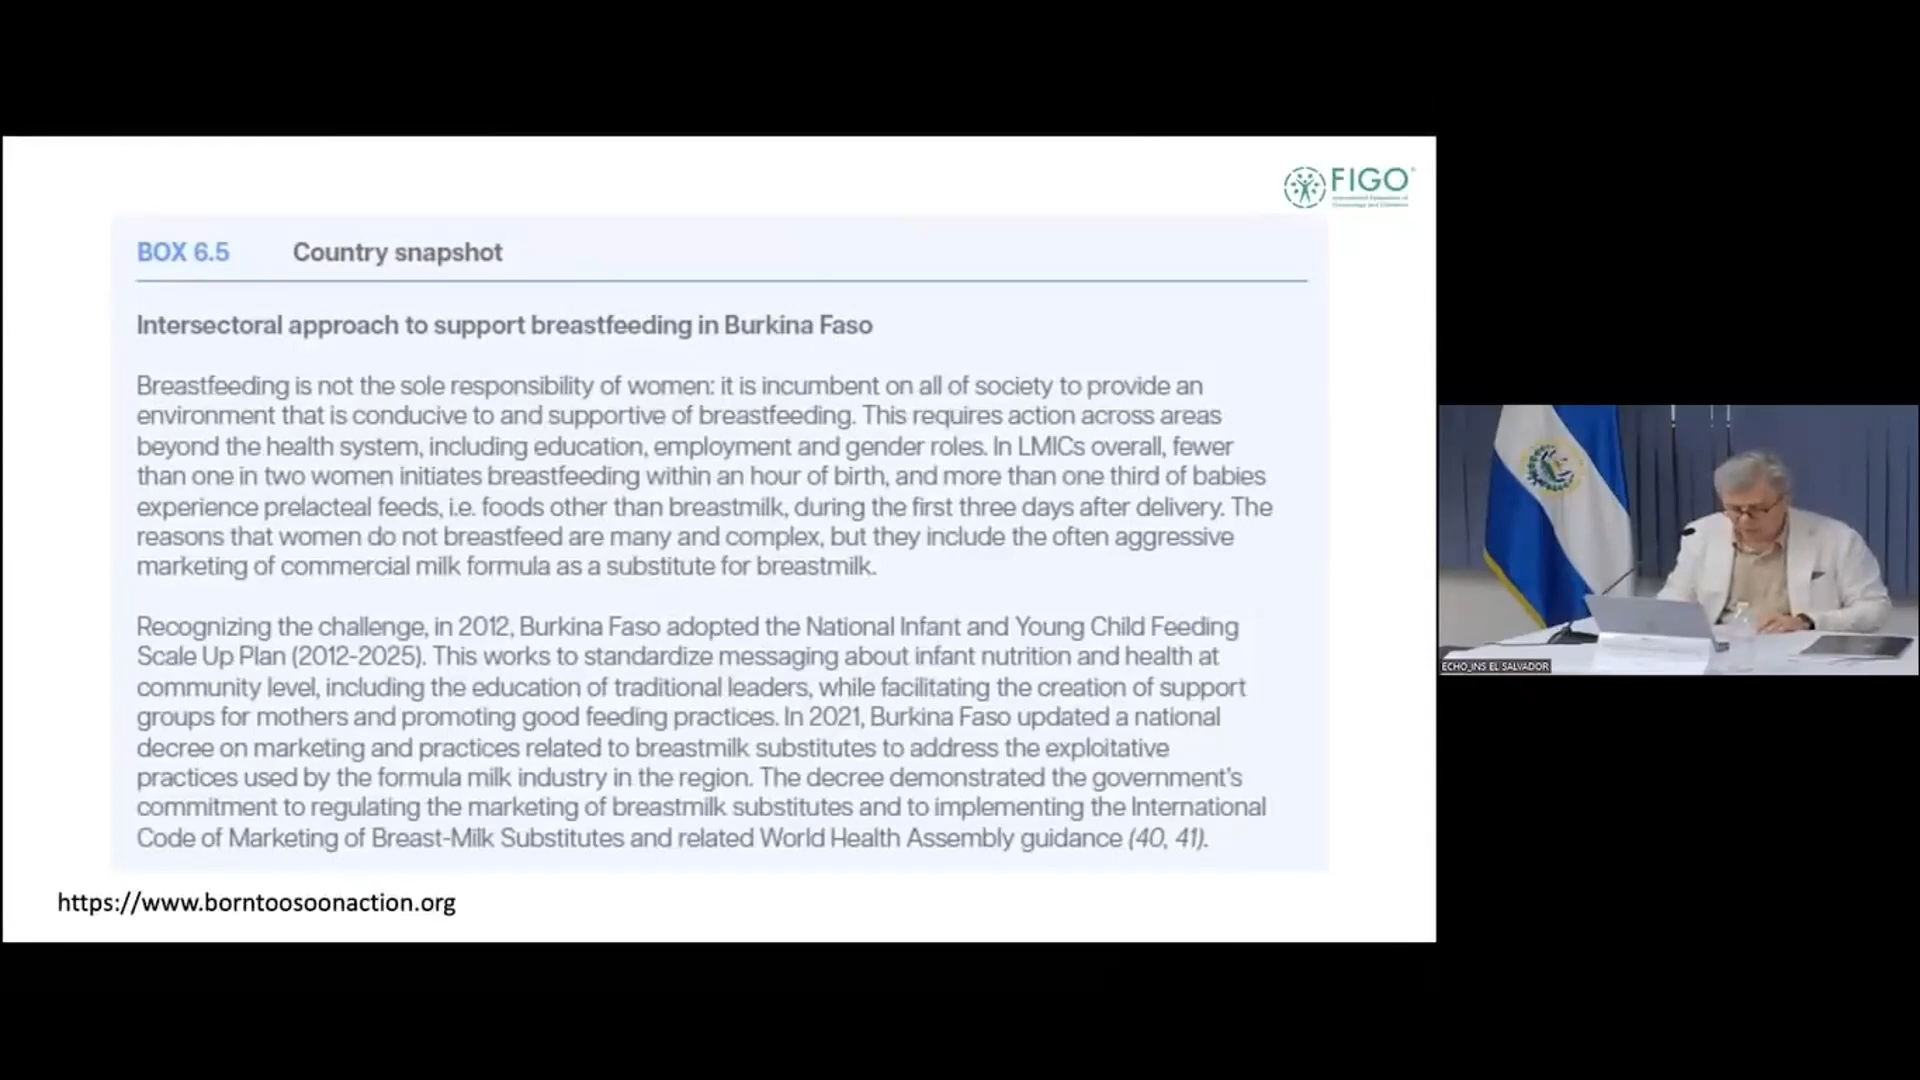 FIGO
BOX 6.5 Country snapshot
Intersectoral approach to support breastfeeding in Burkina Faso
Breastfeeding is not the sole responsibility of women: it is incumbent on all of society to provide an
environment that is conducive to and supportive of breastfeeding. This requires action across areas
beyond the health system, including education, employment and gender roles. In LMICs overall, fewer
than one in two women initiates breastfeeding within an hour of birth, and more than one third of babies
experience prelacteal feeds, i.e. foods other than breastmilk, during the first three days after delivery. The
reasons that women do not breastfeed are many and complex, but they include the often aggressive
marketing of commercial milk formula as a substitute for breastmilk.
Recognizing the challenge, in 2012, Burkina Faso adopted the National Infant and Young Child Feeding
Scale Up Plan (2012-2025). This works to standardize messaging about infant nutrition and health at
community level, including the education of traditional leaders, while facilitating the creation of support
groups for mothers and promoting good feeding practices. In 2021, Burkina Faso updated a national
decree on marketing and practices related to breastmilk substitutes to address the exploitative
practices used by the formula milk industry in the region. The decree demonstrated the government's
commitment to regulating the marketing of breastmilk substitutes and to implementing the International
Code of Marketing of Breast-Milk Substitutes and related World Health Assembly guidance (40, 41).
https://www.borntoosoonaction.org
ECHO_INS EL SALVADOR